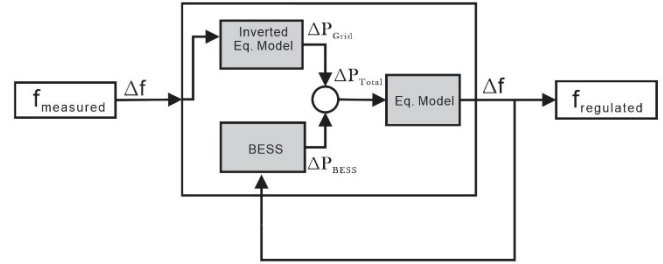 Inverted
Eq. Model
ΔP_Grid
ΔP_Total
f_measured
Δf
Eq. Model
Δf
f_regulated
BESS
ΔP_BESS